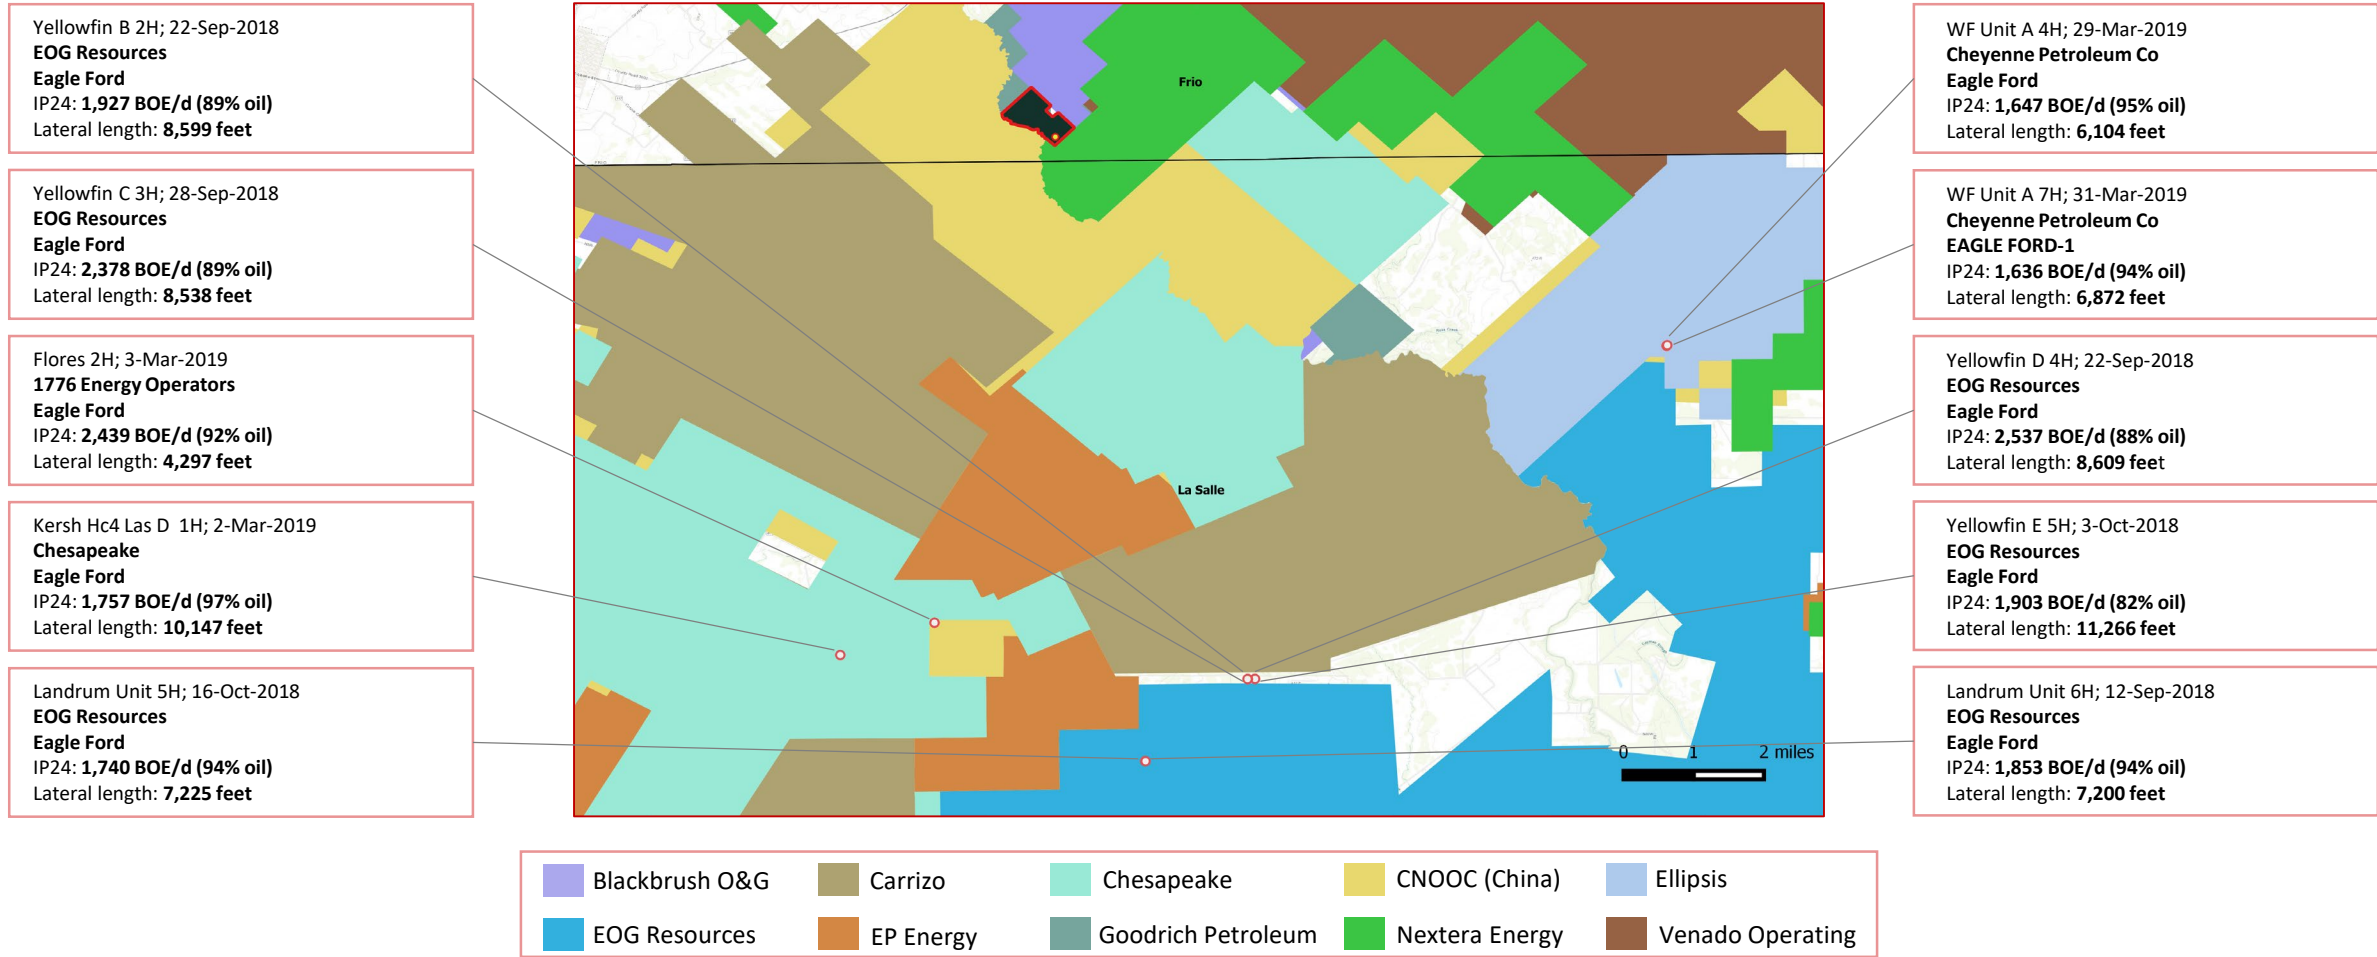 Yellowfin B 2H; 22-Sep-2018
EOG Resources
Eagle Ford
IP24: 1,927 BOE/d (89% oil)
Lateral length: 8,599 feet
Yellowfin C 3H; 28-Sep-2018
EOG Resources
Eagle Ford
IP24: 2,378 BOE/d (89% oil)
Lateral length: 8,538 feet
Flores 2H; 3-Mar-2019
1776 Energy Operators
Eagle Ford
IP24: 2,439 BOE/d (92% oil)
Lateral length: 4,297 feet
Kersh Hc4 Las D  1H; 2-Mar-2019
Chesapeake
Eagle Ford
IP24: 1,757 BOE/d (97% oil)
Lateral length: 10,147 feet
Landrum Unit 5H; 16-Oct-2018
EOG Resources
Eagle Ford
IP24: 1,740 BOE/d (94% oil)
Lateral length: 7,225 feet
Frio
La Salle
0 1 2 miles
WF Unit A 4H; 29-Mar-2019
Cheyenne Petroleum Co
Eagle Ford
IP24: 1,647 BOE/d (95% oil)
Lateral length: 6,104 feet
WF Unit A 7H; 31-Mar-2019
Cheyenne Petroleum Co
EAGLE FORD-1
IP24: 1,636 BOE/d (94% oil)
Lateral length: 6,872 feet
Yellowfin D 4H; 22-Sep-2018
EOG Resources
Eagle Ford
IP24: 2,537 BOE/d (88% oil)
Lateral length: 8,609 feet
Yellowfin E 5H; 3-Oct-2018
EOG Resources
Eagle Ford
IP24: 1,903 BOE/d (82% oil)
Lateral length: 11,266 feet
Landrum Unit 6H; 12-Sep-2018
EOG Resources
Eagle Ford
IP24: 1,853 BOE/d (94% oil)
Lateral length: 7,200 feet
Blackbrush O&G Carrizo Chesapeake CNOOC (China) Ellipsis
EOG Resources EP Energy Goodrich Petroleum Nextera Energy Venado Operating